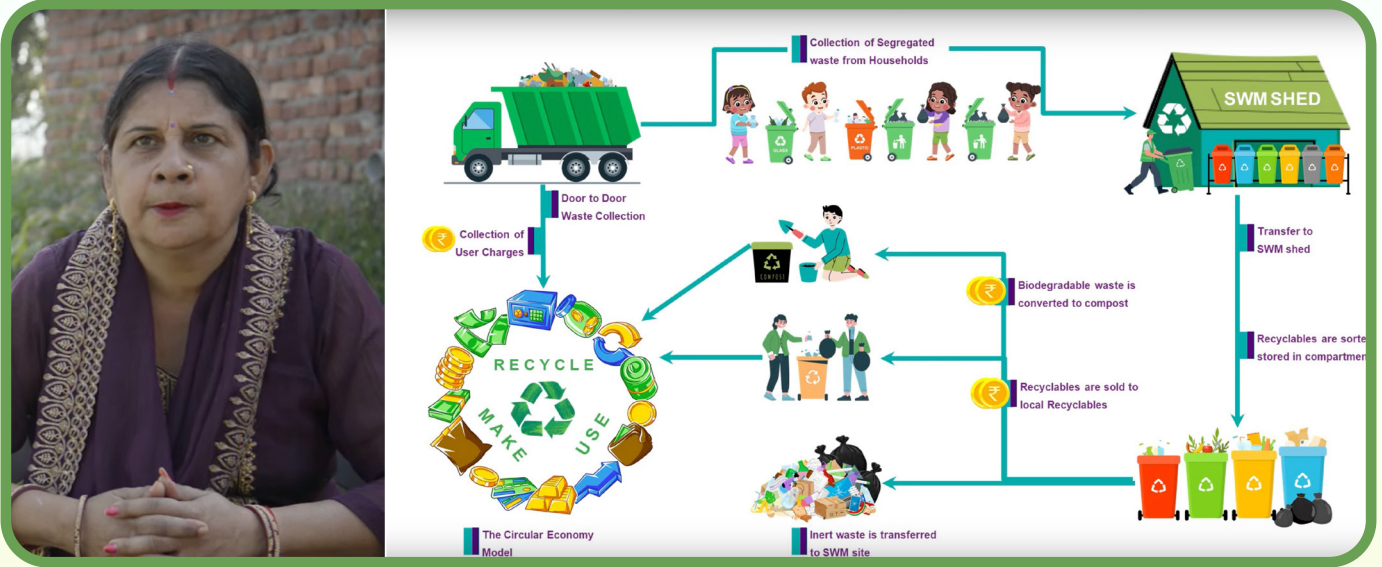 Collection of Segregated
waste from Households
SWM SHED
GLASS
PLASTIC
Door to Door
Waste Collection
Collection of
User Charges
₹
Transfer to
SWM shed
COMPOST
₹
Biodegradable waste is
converted to compost
Recyclables are sorte
stored in compartmen
RECYCLE
MAKE
USE
₹
Recyclables are sold to
local Recyclables
The Circular Economy
Model
Inert waste is transferred
to SWM site